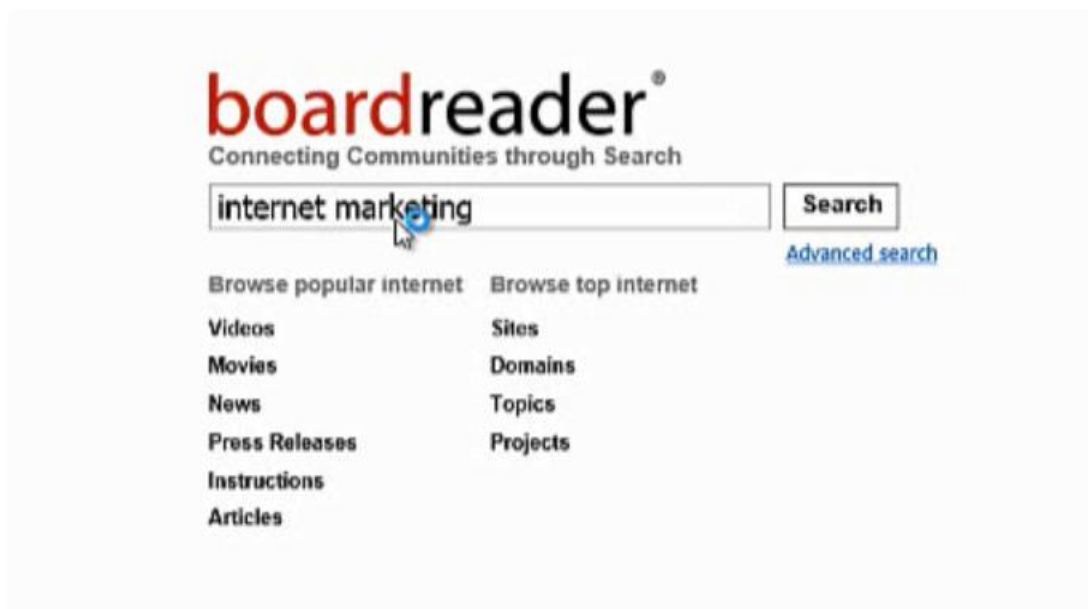 boardreader®
Connecting Communities through Search
internet marketing Search
Advanced search
Browse popular internet Browse top internet
Videos Sites
Movies Domains
News Topics
Press Releases Projects
Instructions
Articles